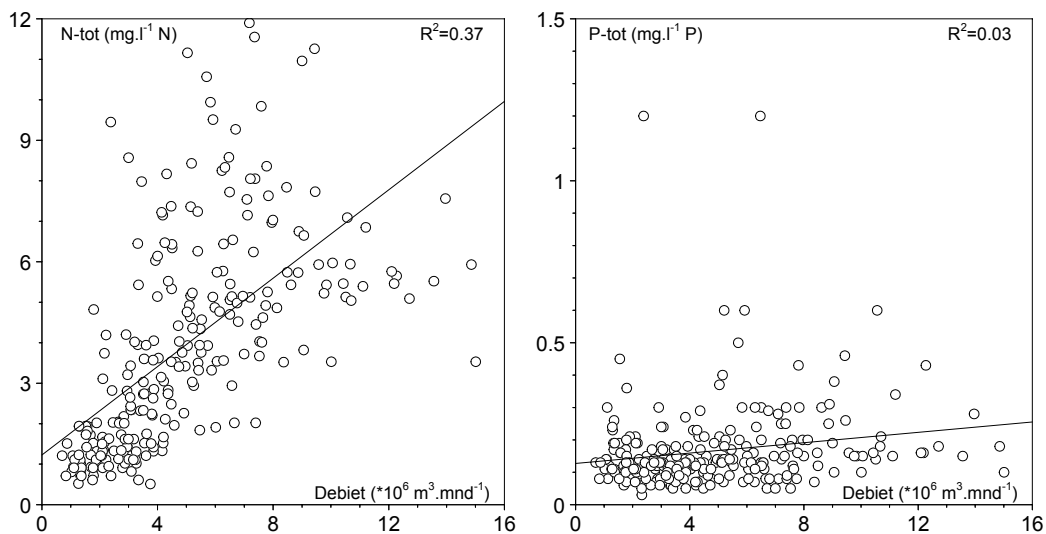 12
N-tot (mg.l⁻¹ N)
R²=0.37
9
6
3
0
Debiet (*10⁶ m³.mnd⁻¹)
0 4 8 12 16
1.5
P-tot (mg.l⁻¹ P)
R²=0.03
1
0.5
0
Debiet (*10⁶ m³.mnd⁻¹)
0 4 8 12 16